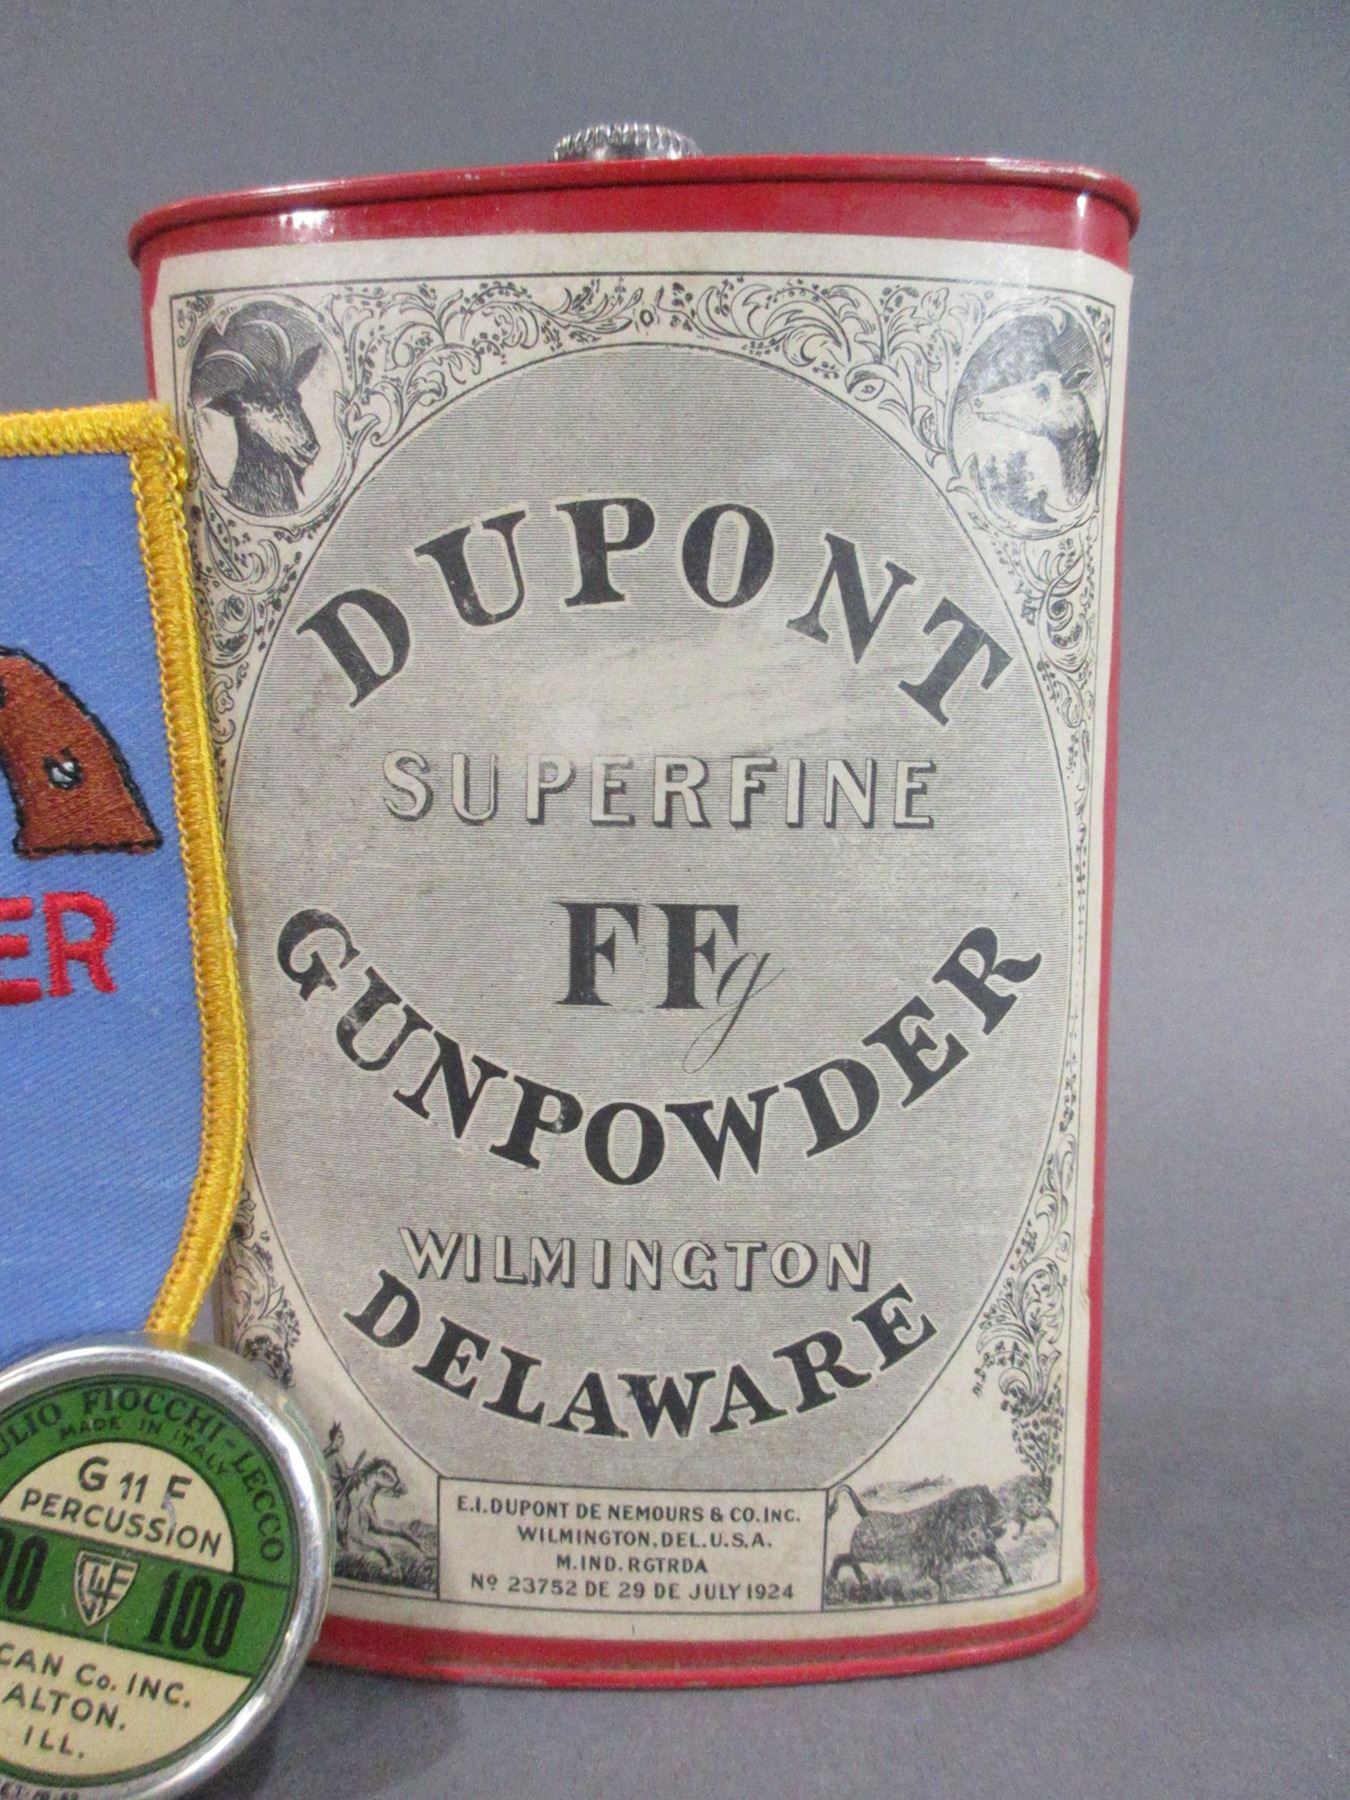 DUPONT
SUPERFINE
FFg
GUNPOWDER
WILMINGTON
DELAWARE
E.I. DUPONT DE NEMOURS & CO. INC.
WILMINGTON, DEL. U.S.A.
M. IND. RGTRDA
Nº 23752 DE 29 DE JULY 1924
ER
FIOCCHI-LECCO
MADE IN ITALY
G 11 F
PERCUSSION
100
CAN Co. INC.
ALTON.
ILL.